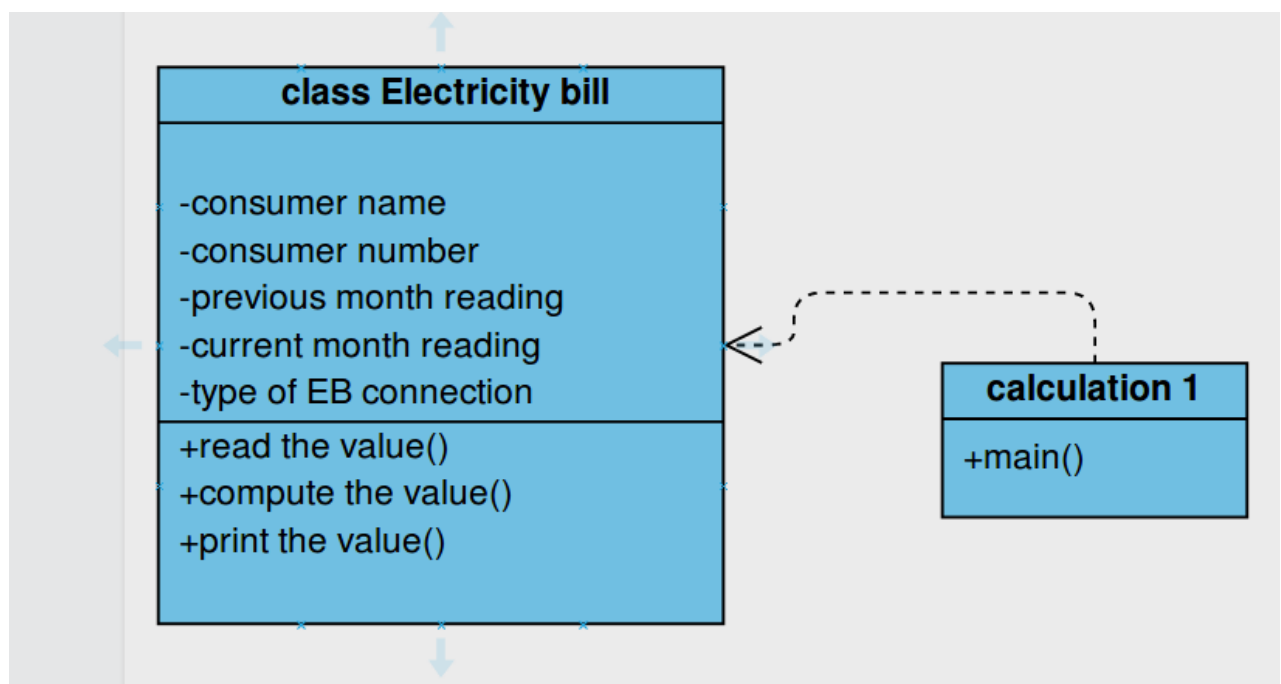 class Electricity bill
-consumer name
-consumer number
-previous month reading
-current month reading
-type of EB connection
+read the value()
+compute the value()
+print the value()
calculation 1
+main()